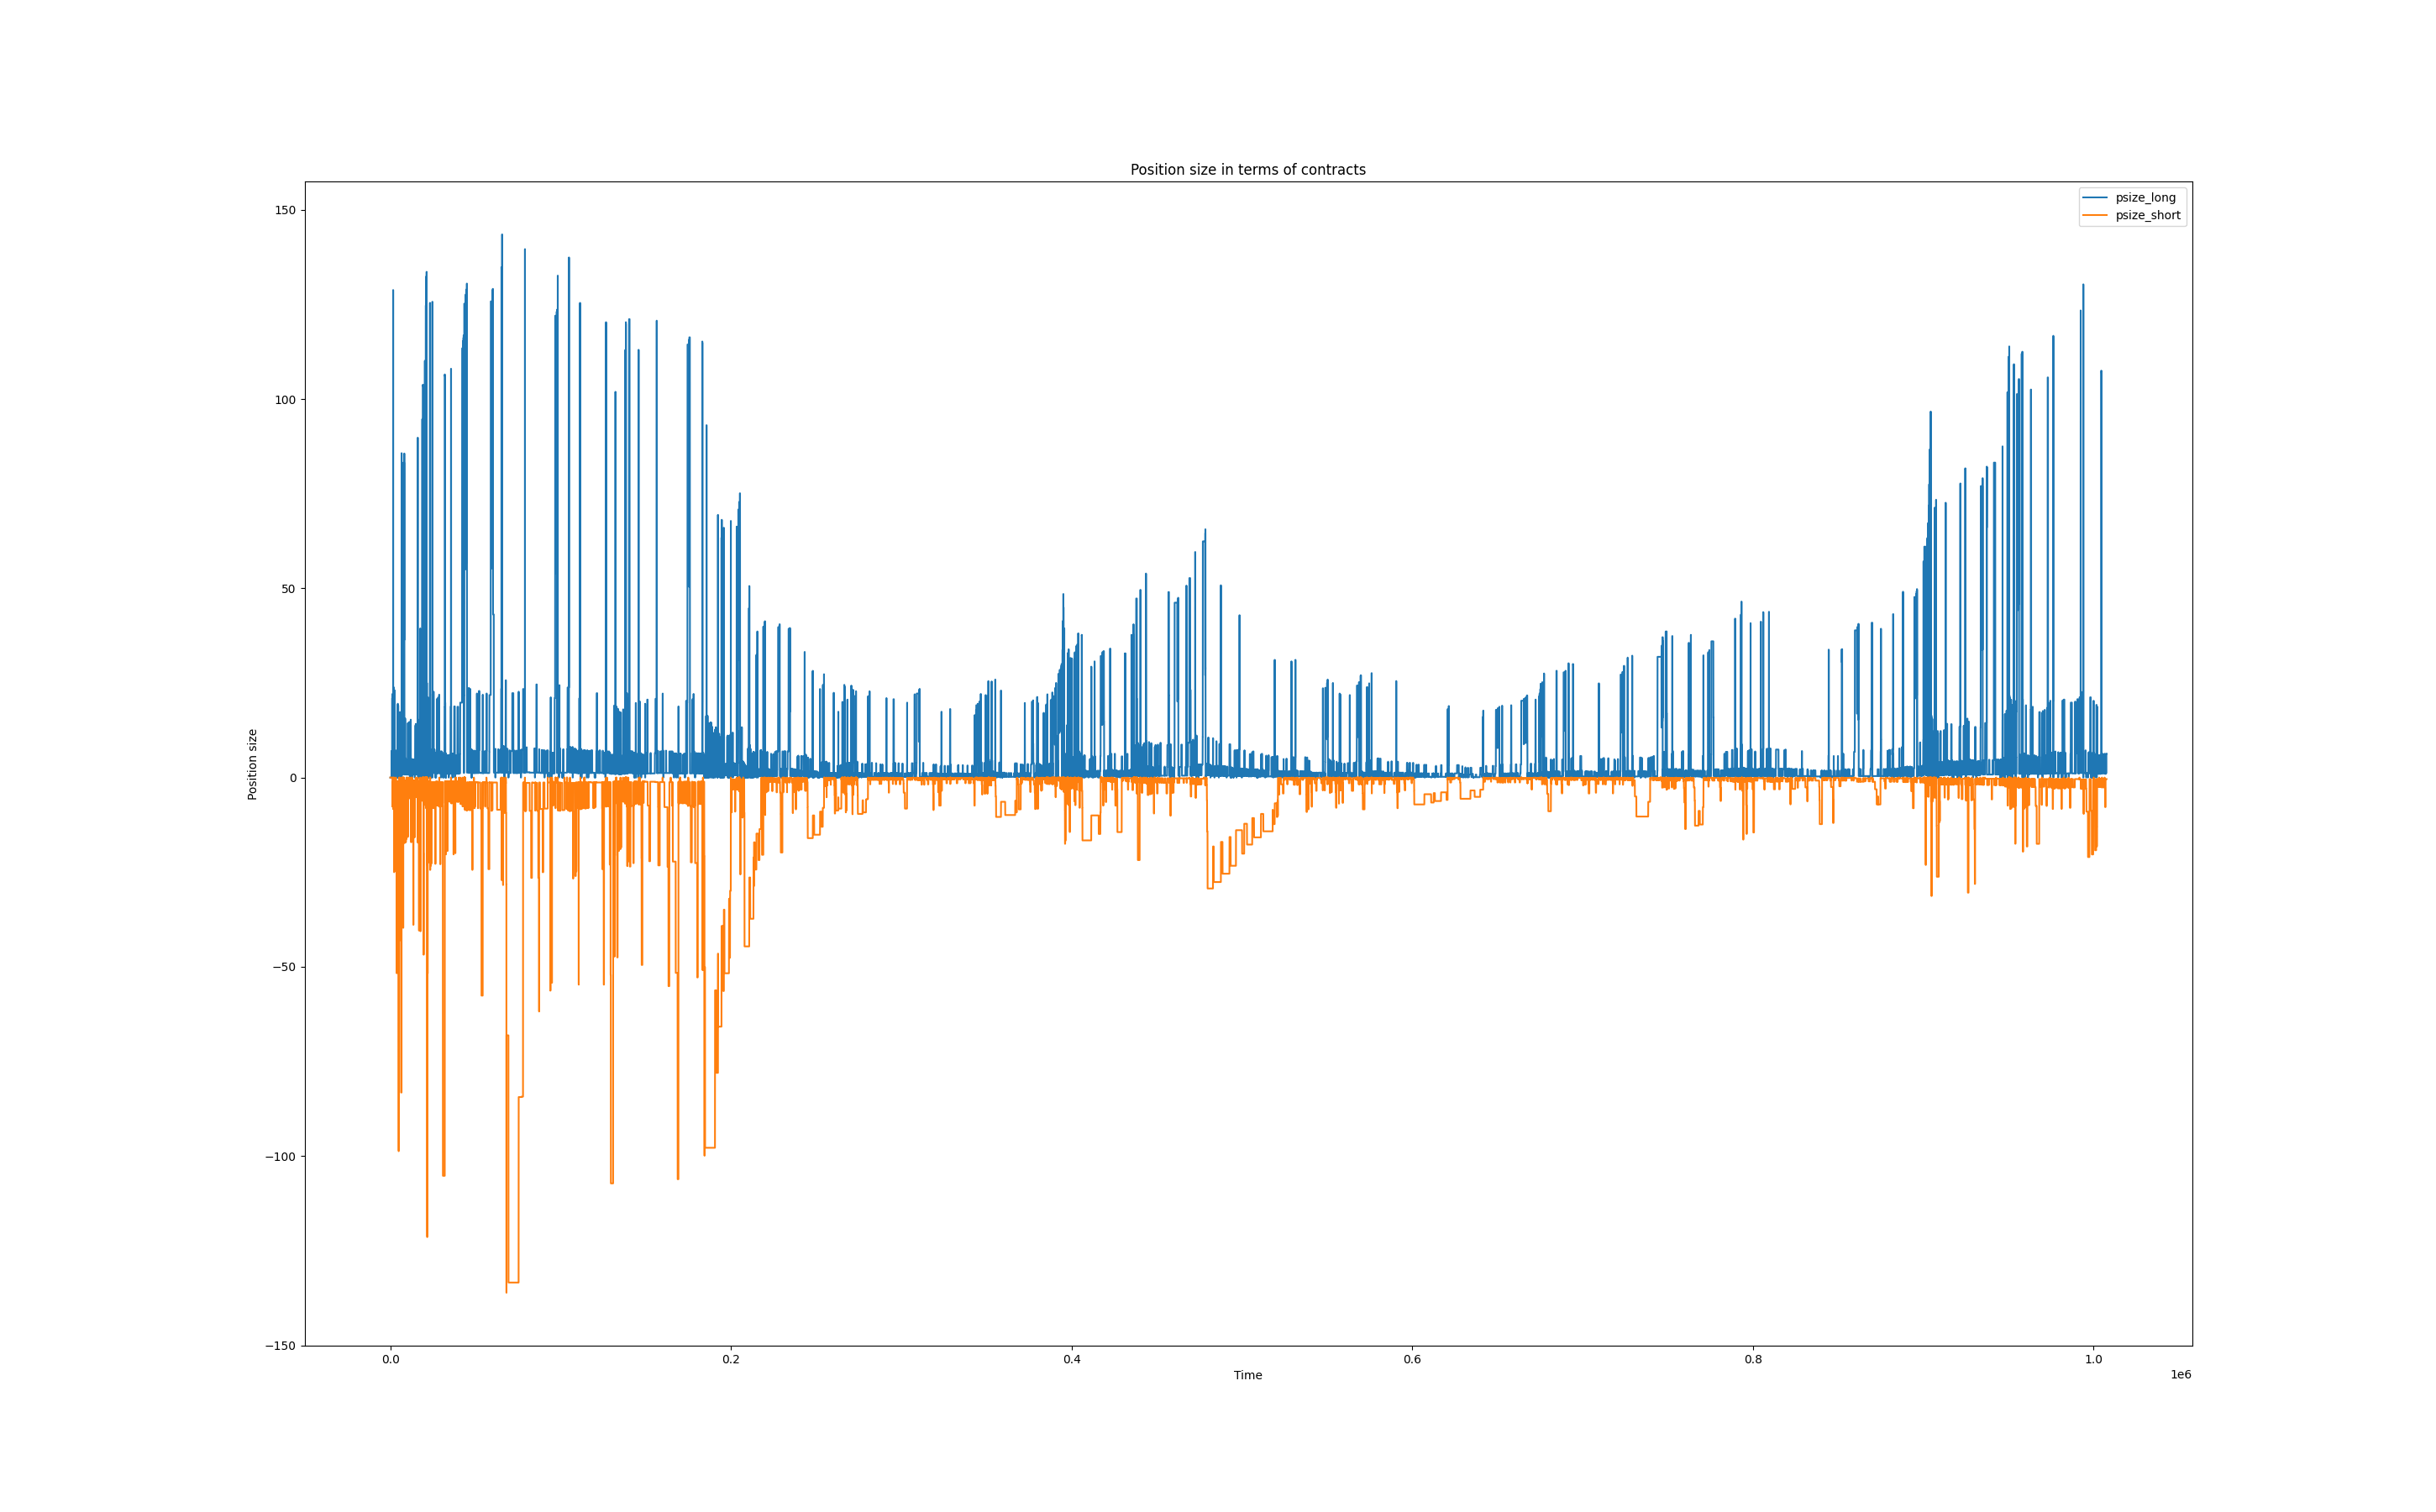 Position size in terms of contracts
psize_long
psize_short
150
100
50
0
−50
−100
−150
Position size
0.0
0.2
0.4
0.6
0.8
1.0
1e6
Time